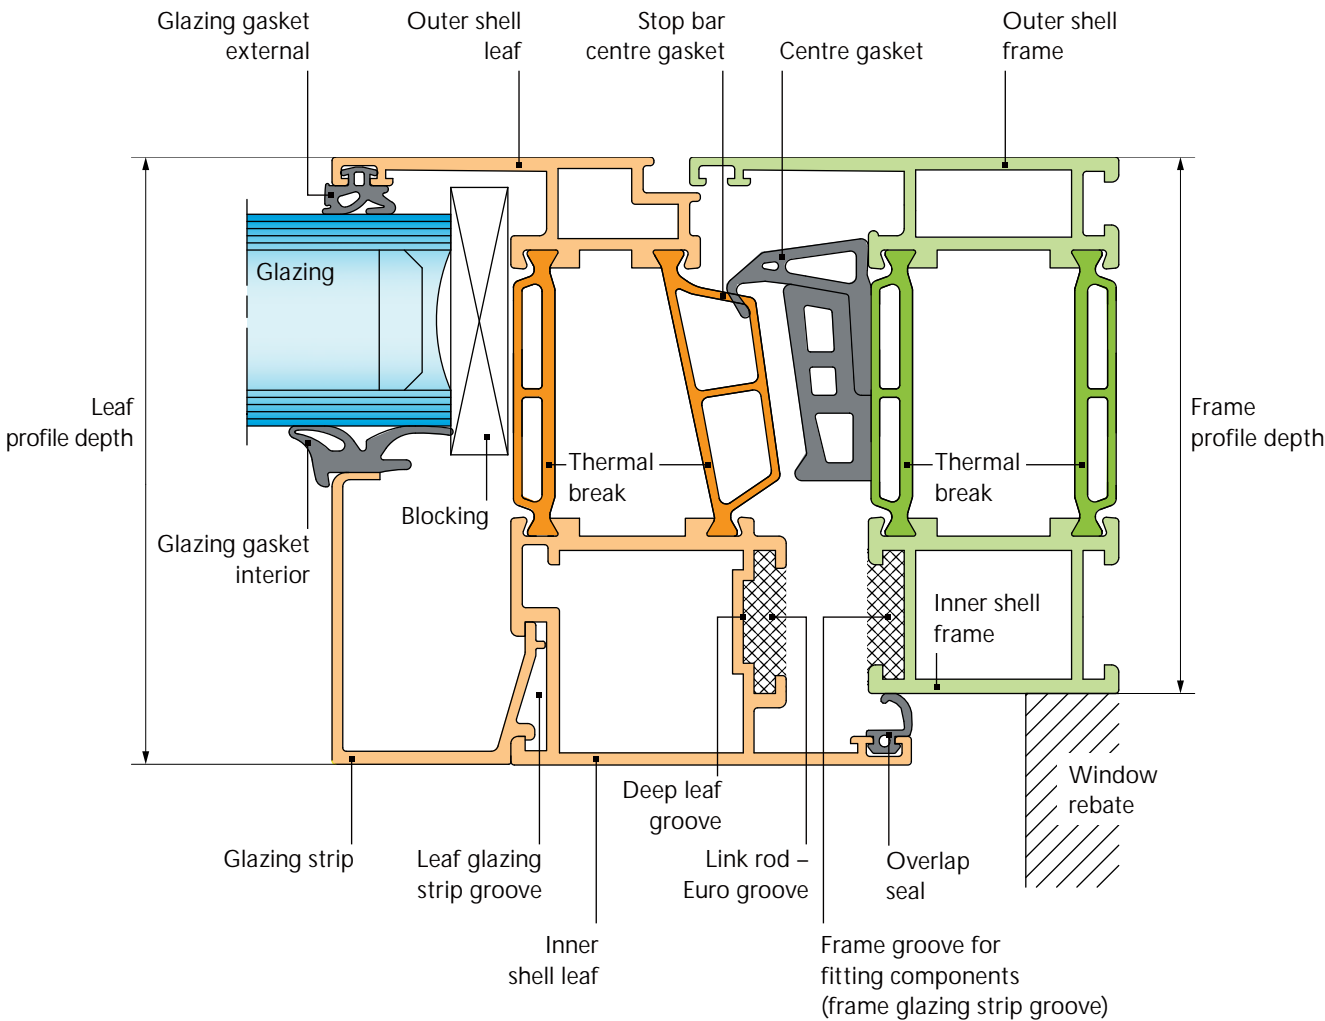 Glazing gasket
external
Outer shell
leaf
Stop bar
centre gasket
Centre gasket
Outer shell
frame
Glazing
Leaf
profile depth
Frame
profile depth
Thermal
break
Thermal
break
Blocking
Glazing gasket
interior
Inner shell
frame
Window
rebate
Deep leaf
groove
Glazing strip
Leaf glazing
strip groove
Link rod –
Euro groove
Overlap
seal
Inner
shell leaf
Frame groove for
fitting components
(frame glazing strip groove)